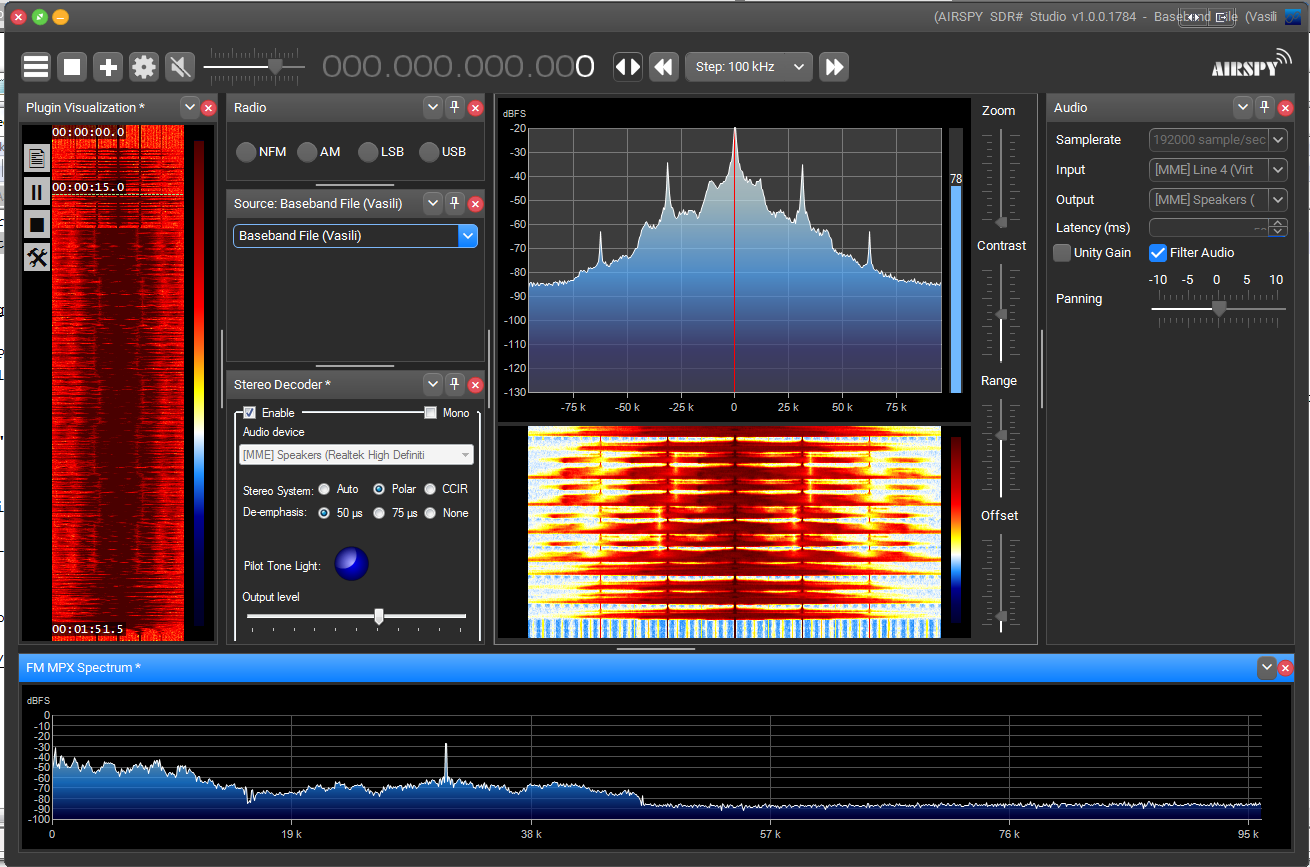 (AIRSPY SDR# Studio v1.0.0.1784 - Baseband File (Vasili
000.000.000.000
Step: 100 kHz
AIRSPY
Plugin Visualization *
00:00:00.0
00:00:15.0
00:01:51.5
Radio
NFM AM LSB USB
Source: Baseband File (Vasili)
Baseband File (Vasili)
Stereo Decoder *
Enable Mono
Audio device
[MME] Speakers (Realtek High Definiti
Stereo System: Auto Polar CCIR
De-emphasis: 50 µs 75 µs None
Pilot Tone Light:
Output level
dBFS
-20
-30
-40
-50
-60
-70
-80
-90
-100
-110
-120
-130
-75 k -50 k -25 k 0 25 k 50 k 75 k
78
Zoom
Contrast
Range
Offset
Audio
Samplerate 192000 sample/sec
Input [MME] Line 4 (Virt
Output [MME] Speakers (
Latency (ms) --
Unity Gain Filter Audio
-10 -5 0 5 10
Panning
FM MPX Spectrum *
dBFS
0
-10
-20
-30
-40
-50
-60
-70
-80
-90
-100
0 19 k 38 k 57 k 76 k 95 k